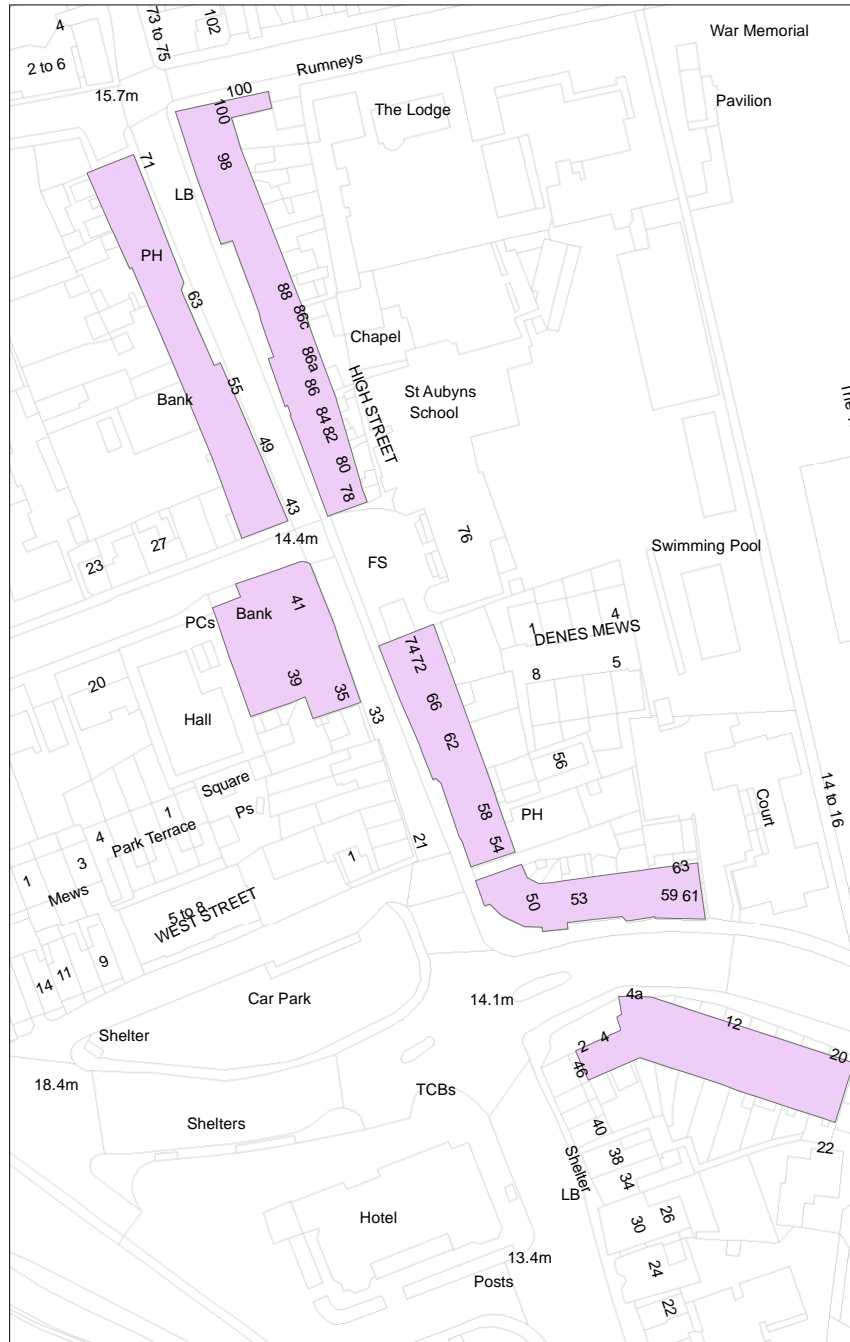 4
73 to 75
102
War Memorial
2 to 6
Rumneys
15.7m
100
100
The Lodge
Pavilion
71
98
LB
PH
88
63
86c
Chapel
86a
55
86
HIGH STREET
St Aubyns
School
Bank
84
82
49
80
78
43
14.4m
76
27
23
FS
Swimming Pool
41
Bank
PCs
1
4
DENES MEWS
74
72
8
5
20
39
35
66
33
Hall
62
56
Square
1
Ps
58
PH
Court
14 to 16
4
Park Terrace
54
21
3
1
1
Mews
63
50
53
59
61
5 to 8
WEST STREET
9
11
14
Car Park
14.1m
4a
12
Shelter
2
4
20
46
18.4m
TCBs
Shelters
40
22
38
Shelter
34
LB
Hotel
26
30
13.4m
24
Posts
22